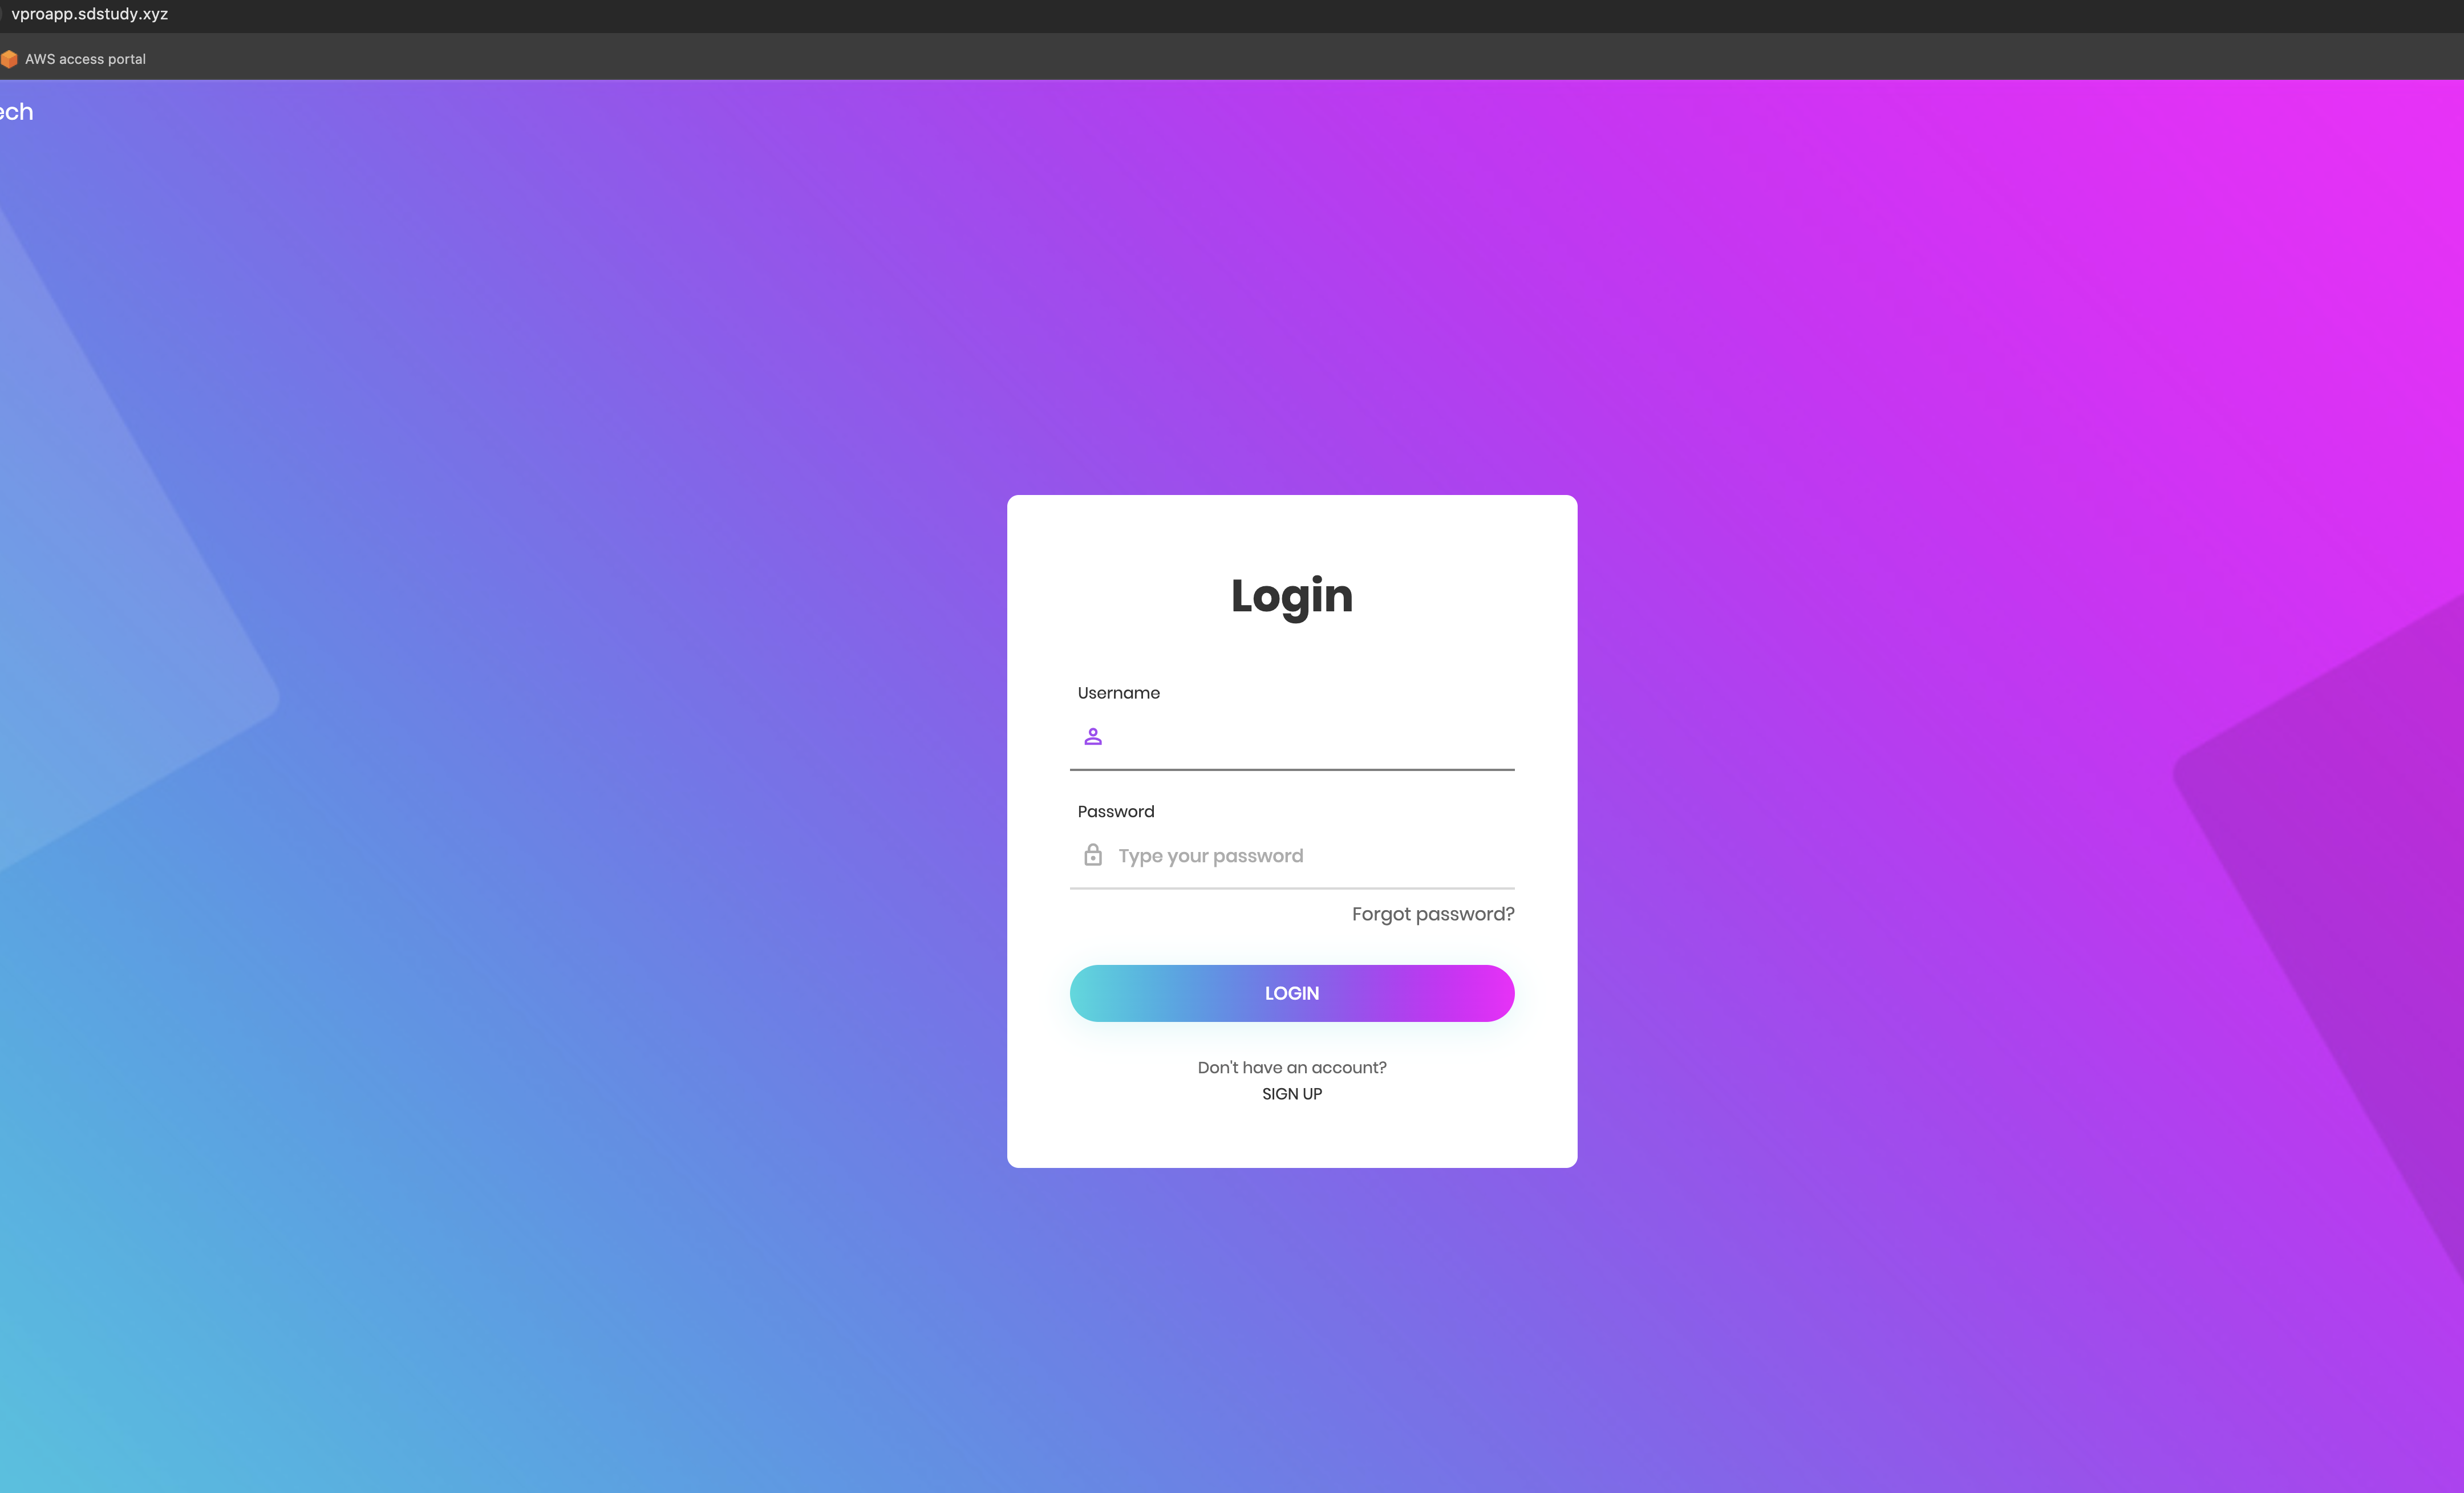 vproapp.sdstudy.xyz
AWS access portal
ech
Login
Username
Password
Type your password
Forgot password?
LOGIN
Don't have an account?
SIGN UP